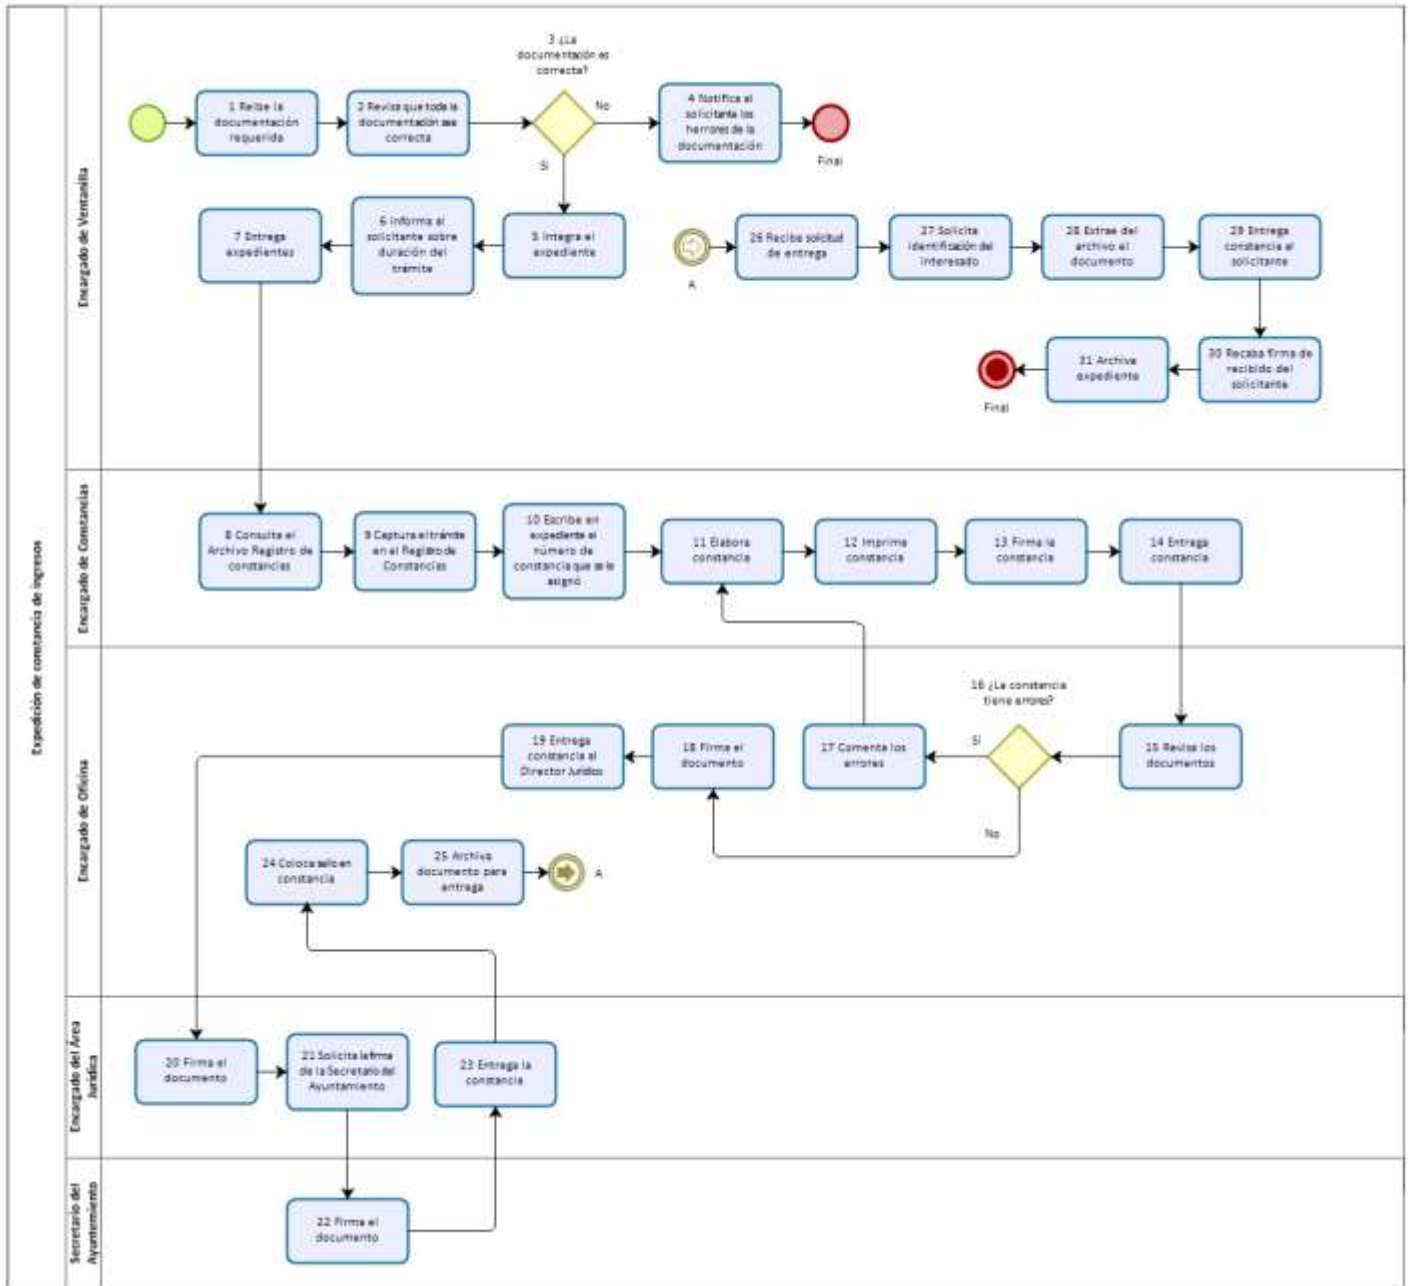 Expedición de constancia de ingresos
Encargado de Ventanilla
3 ¿La
documentación es
correcta?
1 Reibe la
documentación
requerida
2 Revisa que toda la
documentación sea
correcta
No
4 Notifica al
solicitante los
herrores de la
documentación
Final
Si
7 Entrega
expedientes
6 Informa al
solicitante sobre
duración del
trámite
5 Integra el
expediente
A
26 Recibe solicitud
de entrega
27 Solicita
identificación del
interesado
28 Extrae del
archivo el
documento
29 Entrega
constancia al
solicitante
30 Recaba firma de
recibido del
solicitante
31 Archiva
expediente
Final
Encargado de Constancias
8 Consulta el
Archivo Registro de
constancias
9 Captura el trámite
en el Registro de
Constancias
10 Escribe en
expediente el
número de
constancia que se le
asignó
11 Elabora
constancia
12 Imprime
constancia
13 Firma la
constancia
14 Entrega
constancia
Encargado de Oficina
16 ¿La constancia
tiene errores?
15 Revisa los
documentos
Si
17 Comenta los
errores
No
18 Firma el
documento
19 Entrega
constancia al
Director Jurídico
24 Coloca sello en
constancia
25 Archiva
documento para
entrega
A
Encargado del Área
Jurídica
20 Firma el
documento
21 Solicita la firma
de la Secretario del
Ayuntamiento
23 Entrega la
constancia
Secretario del
Ayuntamiento
22 Firma el
documento